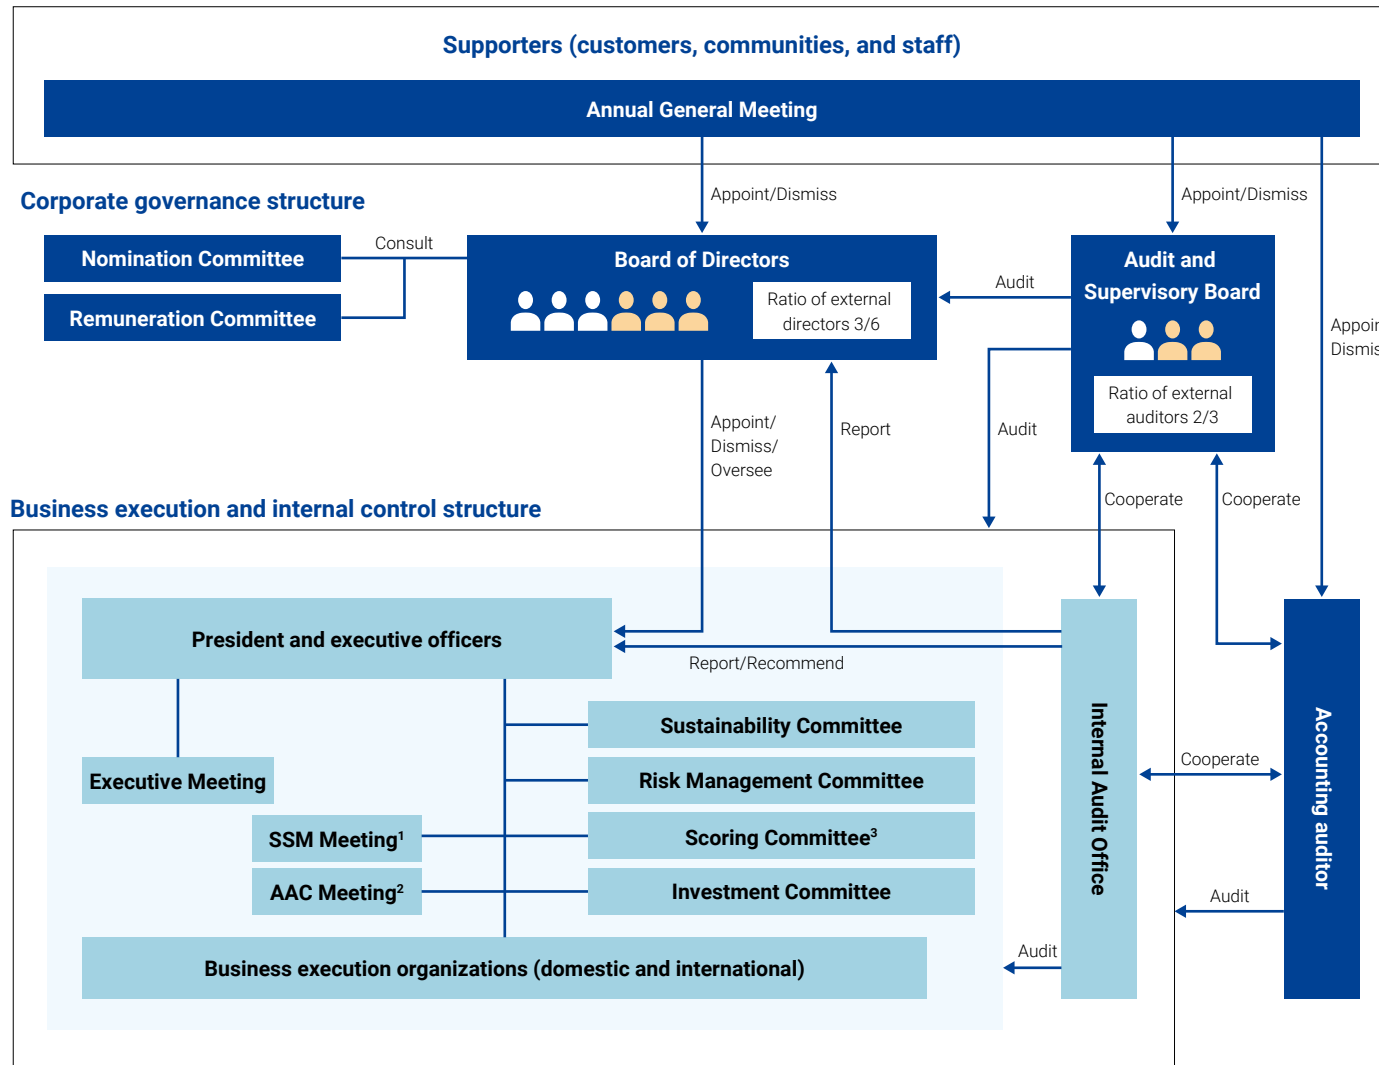 Supporters (customers, communities, and staff)
Annual General Meeting
Appoint/Dismiss
Appoint/Dismiss
Corporate governance structure
Nomination Committee
Remuneration Committee
Consult
Board of Directors
Ratio of external
directors 3/6
Audit
Audit and
Supervisory Board
Ratio of external
auditors 2/3
Appoin
Dismis
Appoint/
Dismiss/
Oversee
Report
Audit
Cooperate
Cooperate
Business execution and internal control structure
President and executive officers
Report/Recommend
Executive Meeting
Sustainability Committee
Risk Management Committee
SSM Meeting1
Scoring Committee3
AAC Meeting2
Investment Committee
Business execution organizations (domestic and international)
Internal Audit Office
Cooperate
Audit
Audit
Accounting auditor